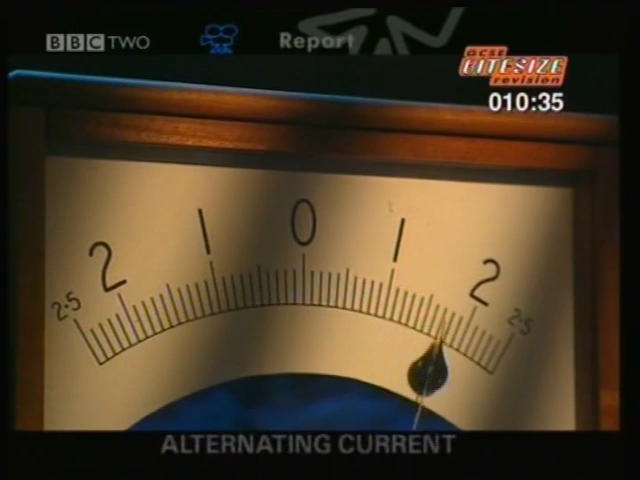 BBC TWO
Report
GCSE
BITESIZE
revision
010:35
2.5 2 1 0 1 2 2.5
ALTERNATING CURRENT